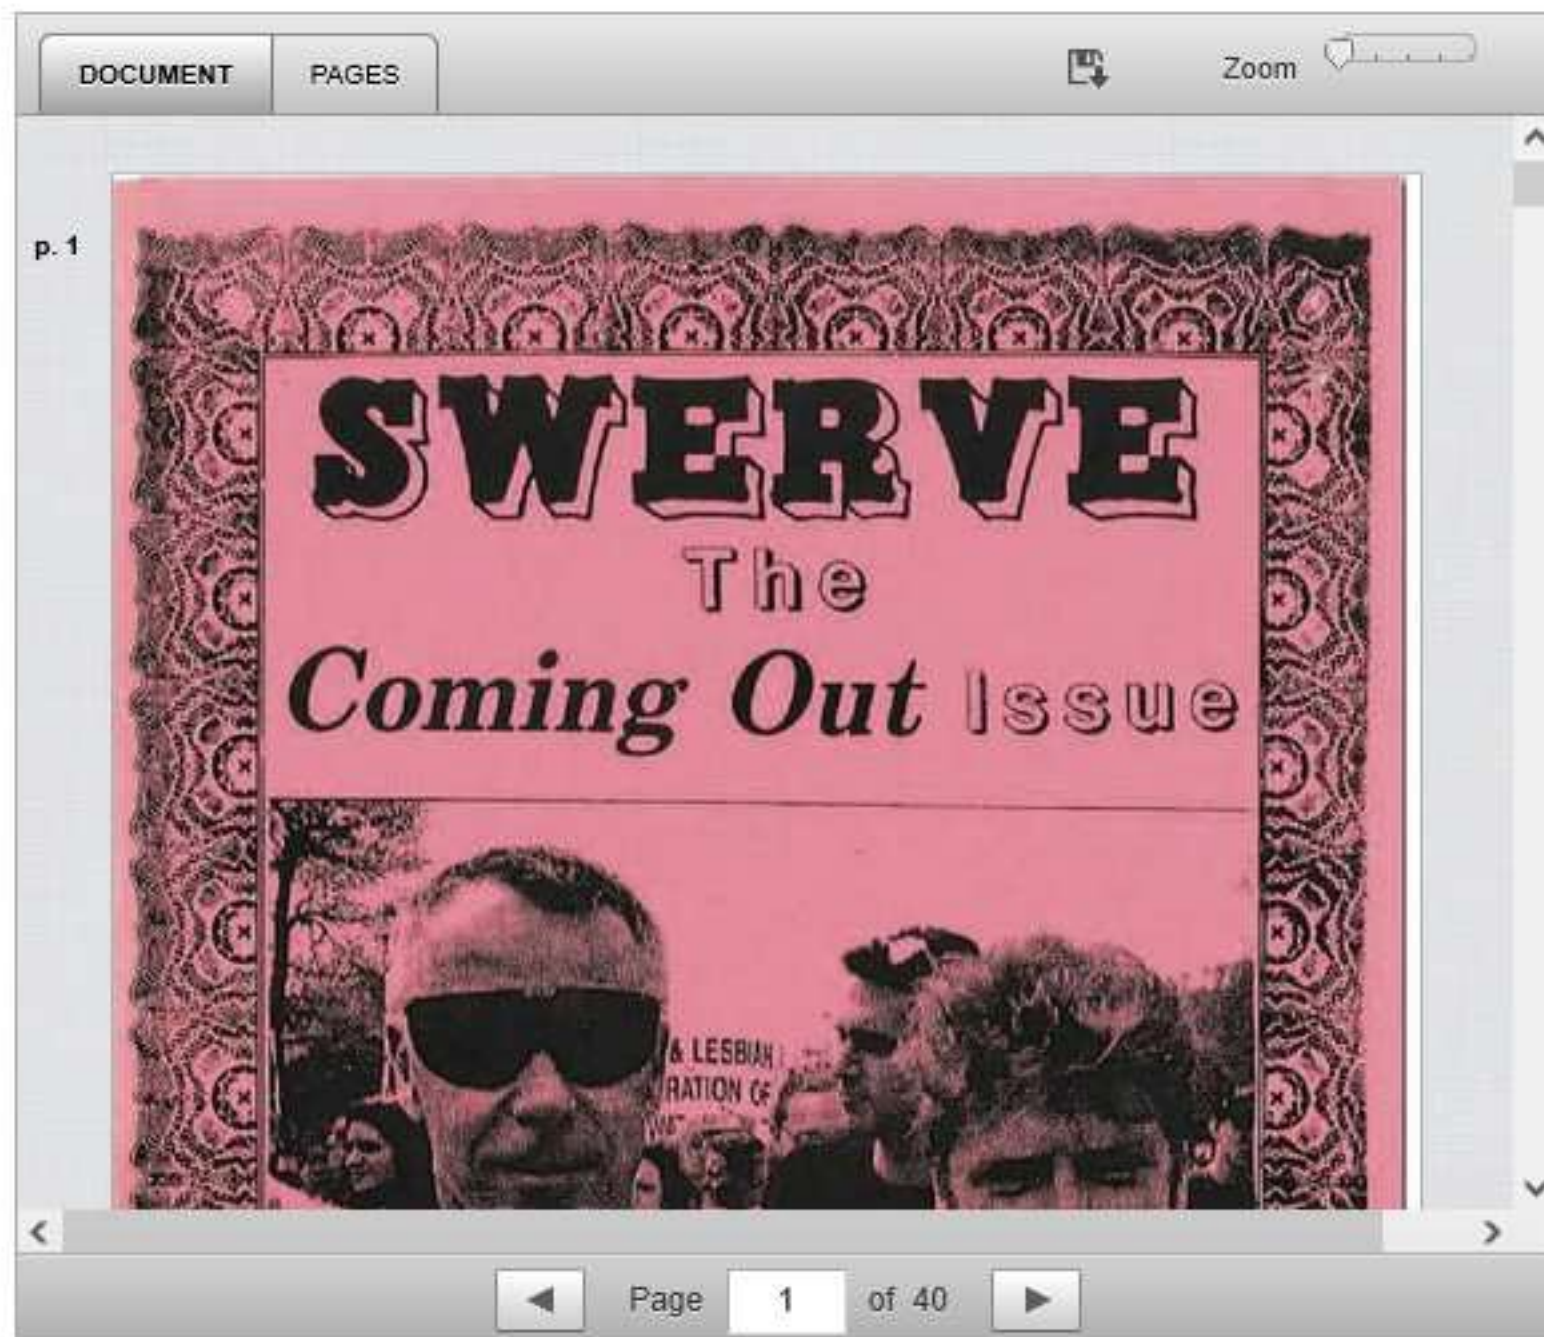 DOCUMENT PAGES Zoom
p. 1
SWERVE
The
Coming Out Issue
& LESBIAN
RATION OF
Page 1 of 40